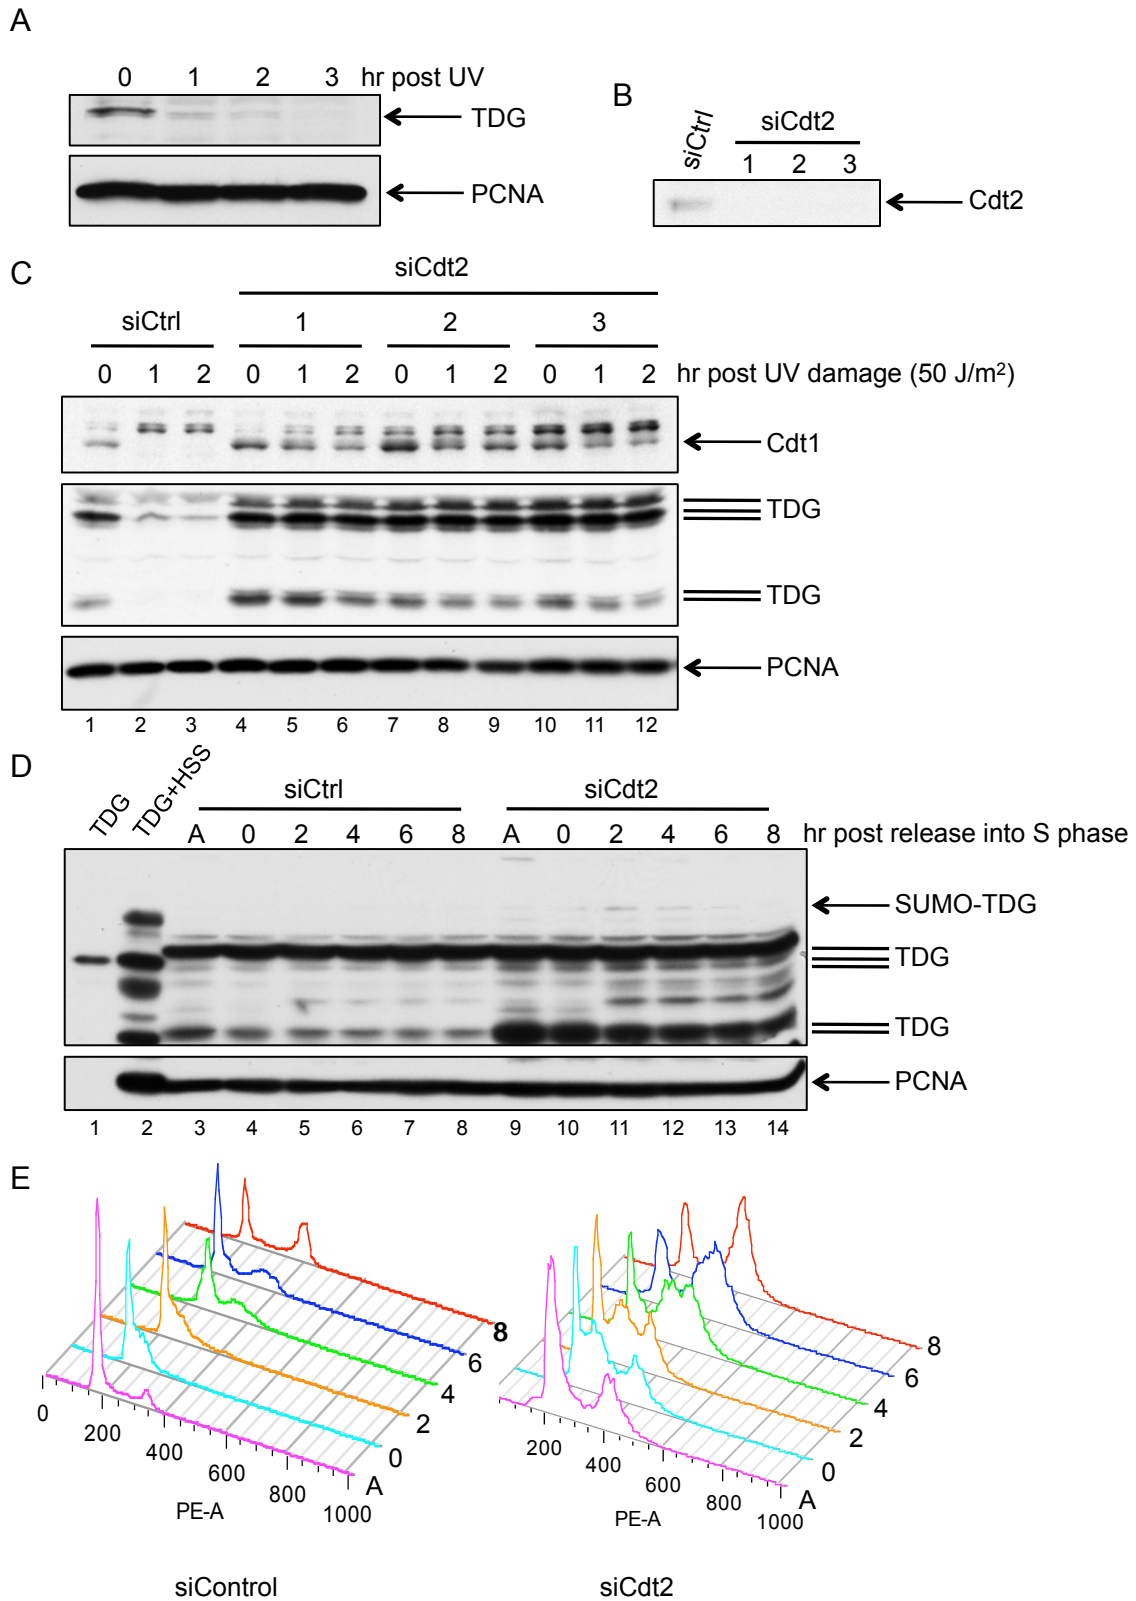 A
0 1 2 3 hr post UV
TDG
PCNA
B
siCtrl
siCdt2
1 2 3
Cdt2
C
siCdt2
siCtrl 1 2 3
0 1 2 0 1 2 0 1 2 0 1 2 hr post UV damage (50 J/m²)
Cdt1
TDG
TDG
PCNA
1 2 3 4 5 6 7 8 9 10 11 12
D
TDG
TDG+HSS
siCtrl siCdt2
A 0 2 4 6 8 A 0 2 4 6 8 hr post release into S phase
SUMO-TDG
TDG
TDG
PCNA
1 2 3 4 5 6 7 8 9 10 11 12 13 14
E
8
6
4
2
0
A
0 200 400 600 800 1000
PE-A
siControl
8
6
4
2
0
A
200 400 600 800 1000
PE-A
siCdt2